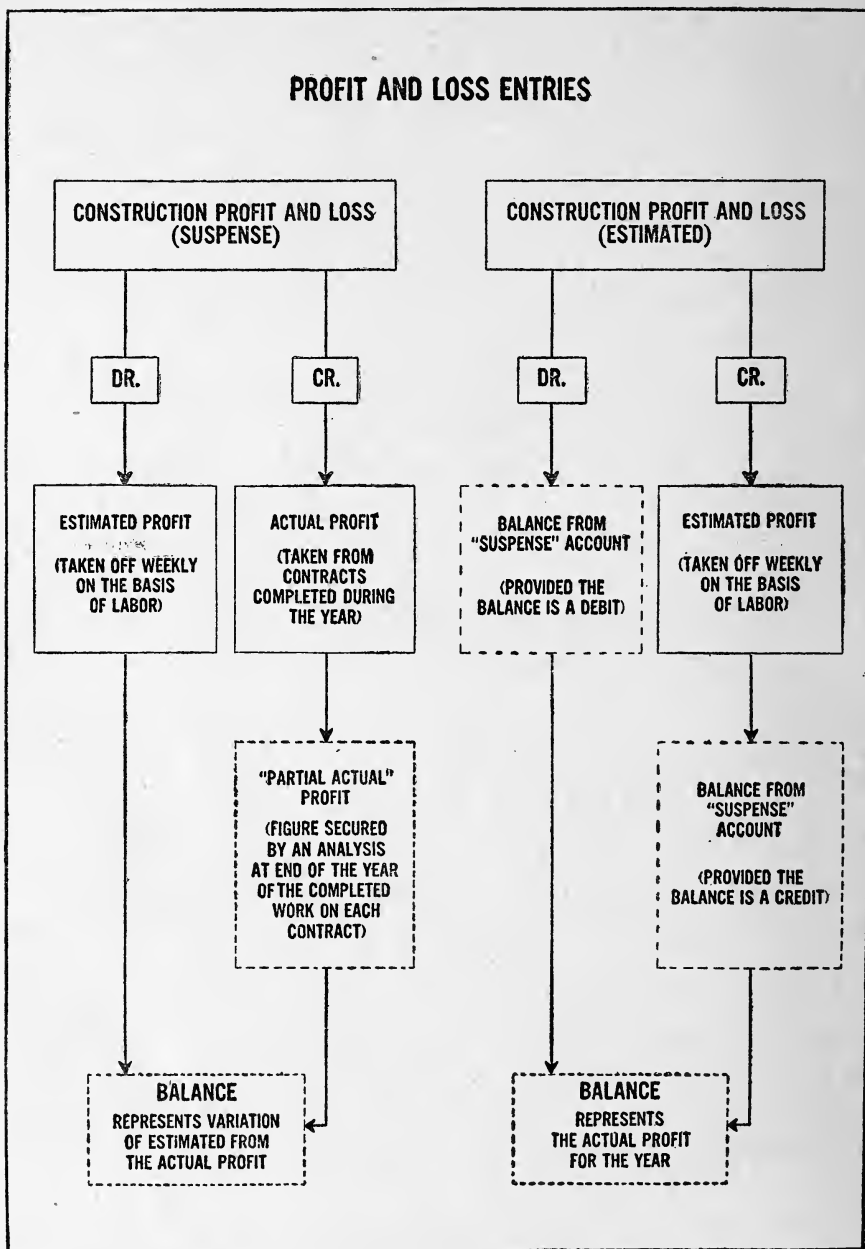 PROFIT AND LOSS ENTRIES
CONSTRUCTION PROFIT AND LOSS
(SUSPENSE)
DR.
CR.
ESTIMATED PROFIT
(TAKEN OFF WEEKLY
ON THE BASIS
OF LABOR)
ACTUAL PROFIT
(TAKEN FROM
CONTRACTS
COMPLETED DURING
THE YEAR)
"PARTIAL ACTUAL"
PROFIT
(FIGURE SECURED
BY AN ANALYSIS
AT END OF THE YEAR
OF THE COMPLETED
WORK ON EACH
CONTRACT)
BALANCE
REPRESENTS VARIATION
OF ESTIMATED FROM
THE ACTUAL PROFIT
CONSTRUCTION PROFIT AND LOSS
(ESTIMATED)
DR.
CR.
BALANCE FROM
"SUSPENSE" ACCOUNT
(PROVIDED THE
BALANCE IS A DEBIT)
ESTIMATED PROFIT
(TAKEN OFF WEEKLY
ON THE BASIS
OF LABOR)
BALANCE FROM
"SUSPENSE"
ACCOUNT
(PROVIDED THE
BALANCE IS A CREDIT)
BALANCE
REPRESENTS
THE ACTUAL PROFIT
FOR THE YEAR